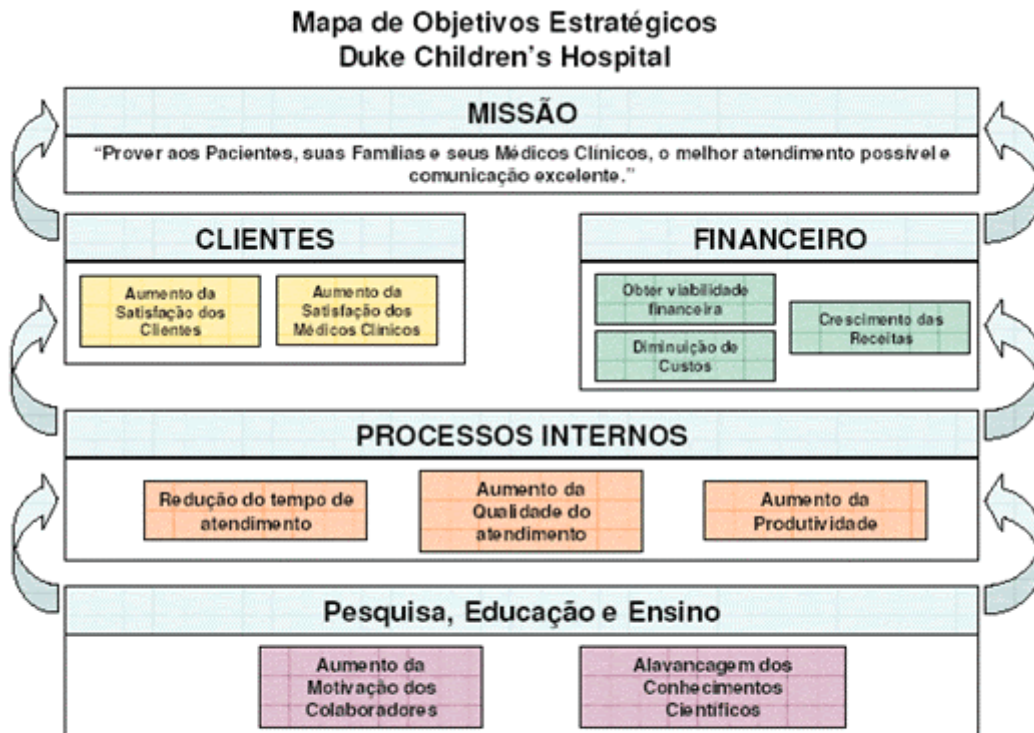 Mapa de Objetivos Estratégicos
Duke Children's Hospital
MISSÃO
“Prover aos Pacientes, suas Famílias e seus Médicos Clínicos, o melhor atendimento possível e
comunicação excelente.”
CLIENTES
Aumento da
Satisfação dos
Clientes
Aumento da
Satisfação dos
Médicos Clínicos
FINANCEIRO
Obter viabilidade
financeira
Diminuição de
Custos
Crescimento das
Receitas
PROCESSOS INTERNOS
Redução do tempo de
atendimento
Aumento da
Qualidade do
atendimento
Aumento da
Produtividade
Pesquisa, Educação e Ensino
Aumento da
Motivação dos
Colaboradores
Alavancagem dos
Conhecimentos
Científicos